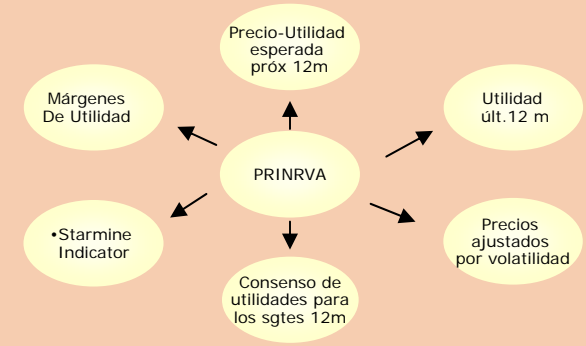 Precio-Utilidad
esperada
próx 12m
Márgenes
De Utilidad
Utilidad
últ.12 m
PRINRVA
•Starmine
Indicator
Precios
ajustados
por volatilidad
Consenso de
utilidades para
los sgtes 12m